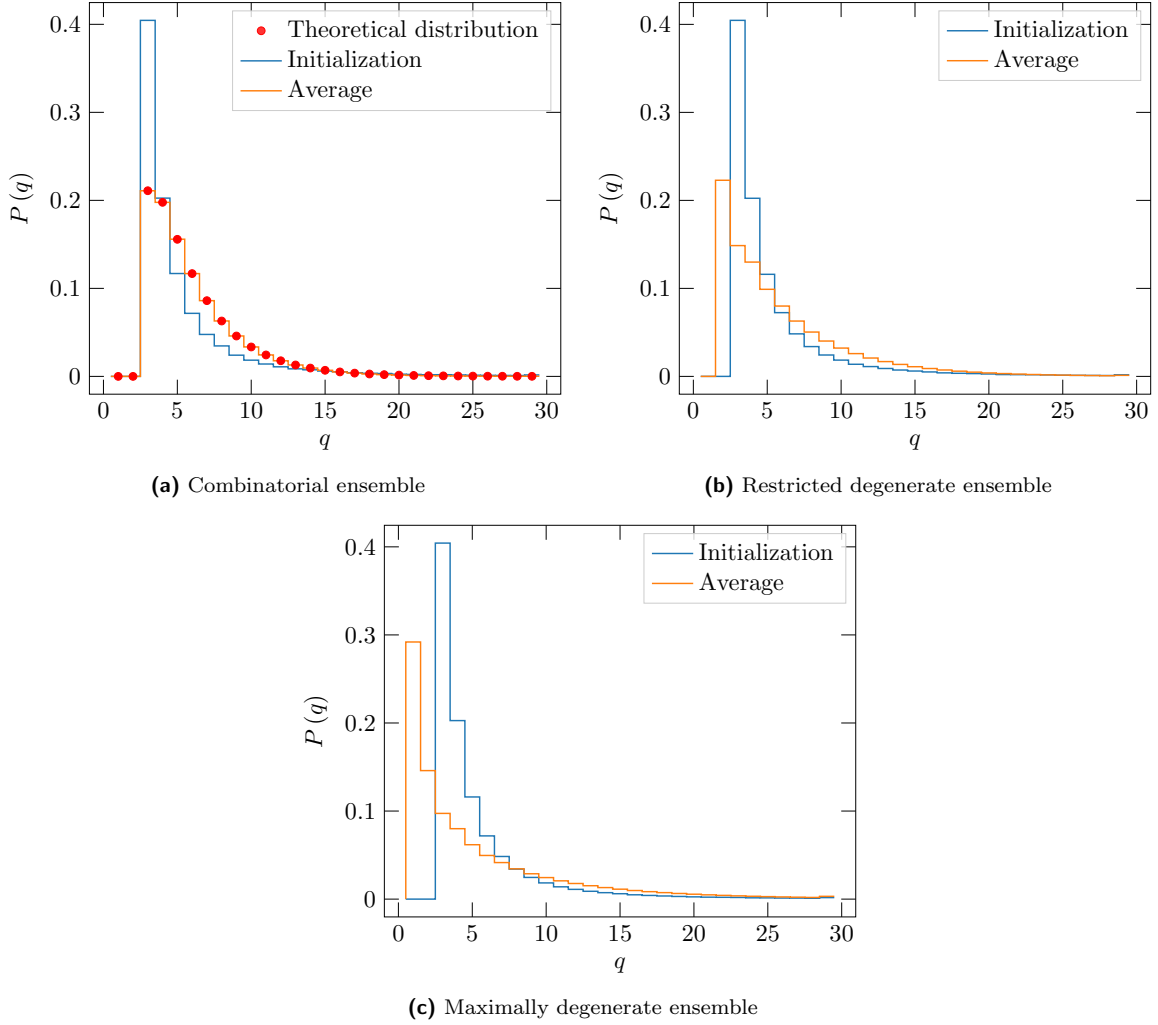 0.4
0.3
0.2
0.1
0
P (q)
0 5 10 15 20 25 30
q
Theoretical distribution
Initialization
Average
(a) Combinatorial ensemble
0.4
0.3
0.2
0.1
0
P (q)
0 5 10 15 20 25 30
q
Initialization
Average
(b) Restricted degenerate ensemble
0.4
0.3
0.2
0.1
0
P (q)
0 5 10 15 20 25 30
q
Initialization
Average
(c) Maximally degenerate ensemble